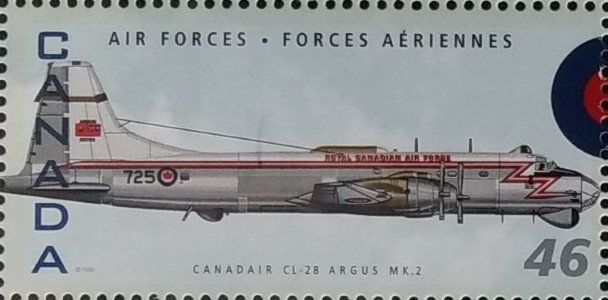 CANADA
AIR FORCES • FORCES AÉRIENNES
ROYAL CANADIAN AIR FORCE
725
CANADAIR CL-28 ARGUS MK.2
46